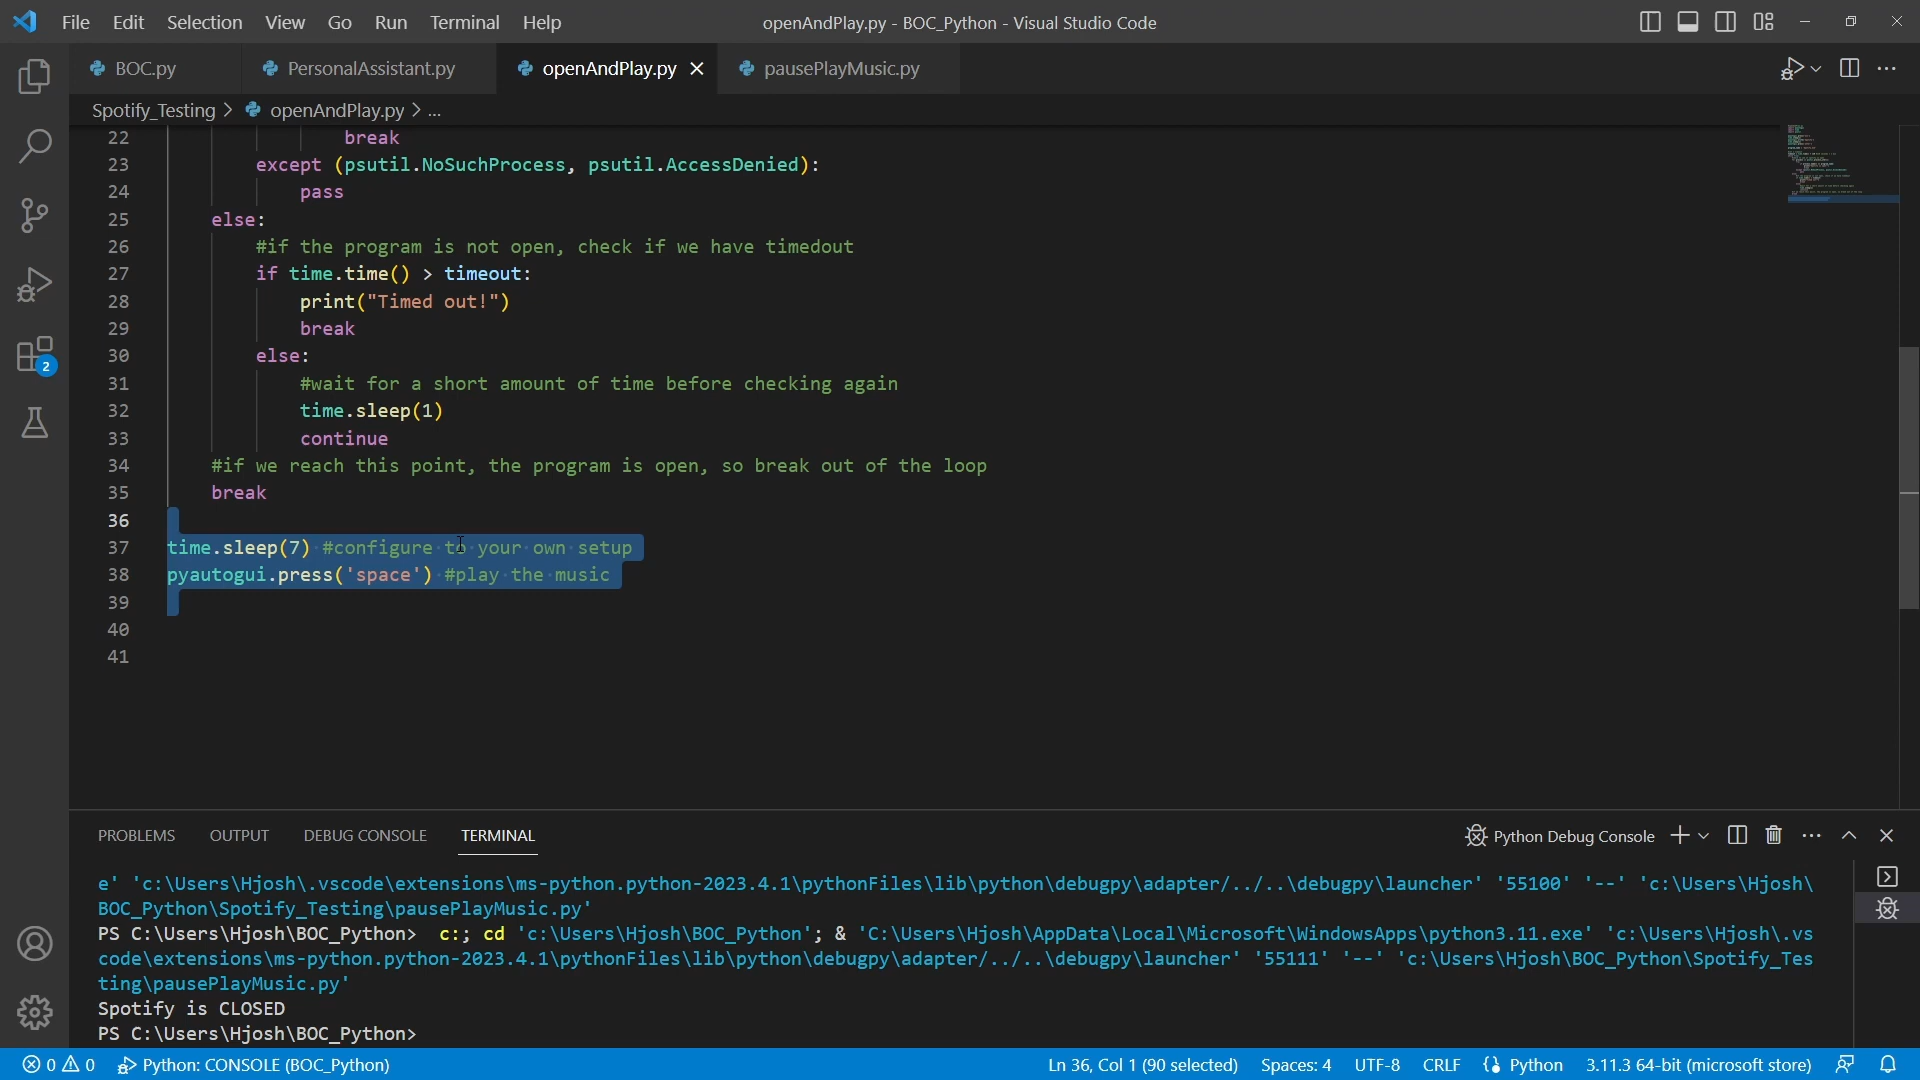 File Edit Selection View Go Run Terminal Help openAndPlay.py - BOC_Python - Visual Studio Code
BOC.py PersonalAssistant.py openAndPlay.py pausePlayMusic.py
Spotify_Testing > openAndPlay.py > ...
22 break
23 except (psutil.NoSuchProcess, psutil.AccessDenied):
24 pass
25 else:
26 #if the program is not open, check if we have timedout
27 if time.time() > timeout:
28 print("Timed out!")
29 break
30 else:
31 #wait for a short amount of time before checking again
32 time.sleep(1)
33 continue
34 #if we reach this point, the program is open, so break out of the loop
35 break
36
37 time.sleep(7) #configure to your own setup
38 pyautogui.press('space') #play the music
39
40
41
2
PROBLEMS OUTPUT DEBUG CONSOLE TERMINAL Python Debug Console
e' 'c:\Users\Hjosh\.vscode\extensions\ms-python.python-2023.4.1\pythonFiles\lib\python\debugpy\adapter/../..\debugpy\launcher' '55100' '--' 'c:\Users\Hjosh\
BOC_Python\Spotify_Testing\pausePlayMusic.py'
PS C:\Users\Hjosh\BOC_Python> c:; cd 'c:\Users\Hjosh\BOC_Python'; & 'C:\Users\Hjosh\AppData\Local\Microsoft\WindowsApps\python3.11.exe' 'c:\Users\Hjosh\.vs
code\extensions\ms-python.python-2023.4.1\pythonFiles\lib\python\debugpy\adapter/../..\debugpy\launcher' '55111' '--' 'c:\Users\Hjosh\BOC_Python\Spotify_Tes
ting\pausePlayMusic.py'
Spotify is CLOSED
PS C:\Users\Hjosh\BOC_Python>
0 0 Python: CONSOLE (BOC_Python) Ln 36, Col 1 (90 selected) Spaces: 4 UTF-8 CRLF Python 3.11.3 64-bit (microsoft store)